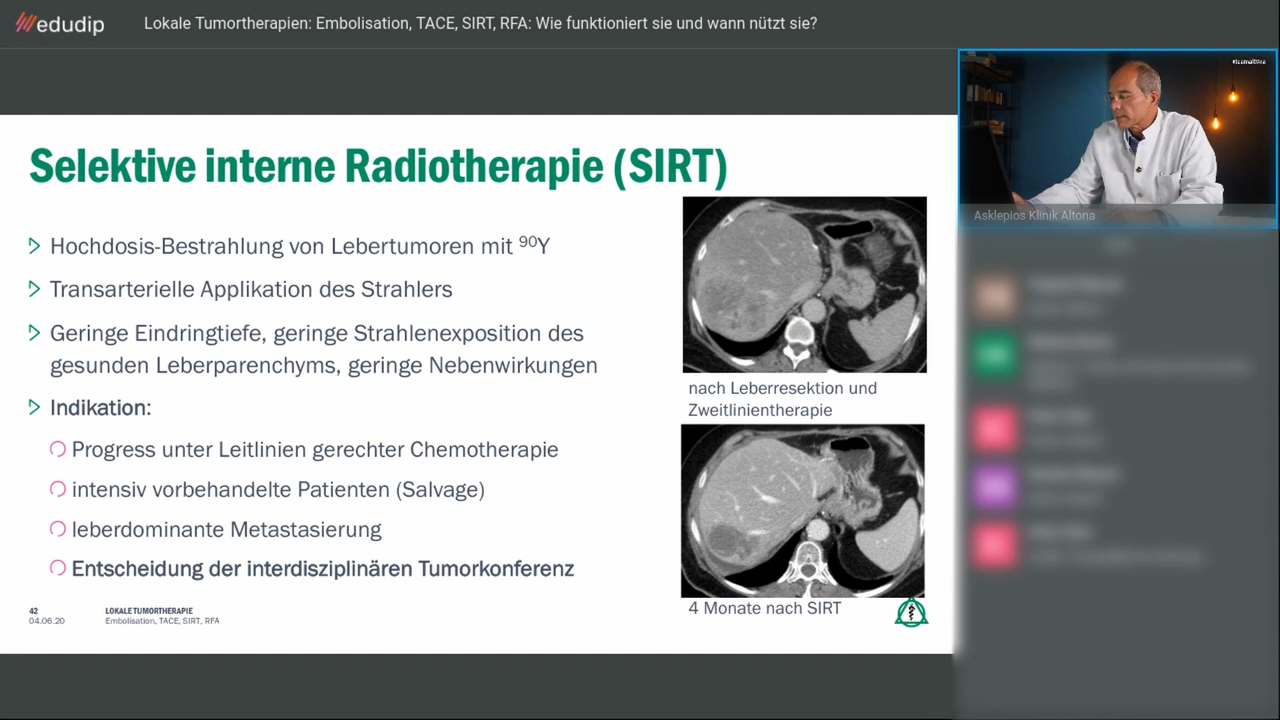 edudip
Lokale Tumortherapien: Embolisation, TACE, SIRT, RFA: Wie funktioniert sie und wann nützt sie?
#teamaltona
Asklepios Klinik Altona
Selektive interne Radiotherapie (SIRT)
Hochdosis-Bestrahlung von Lebertumoren mit ⁹⁰Y
Transarterielle Applikation des Strahlers
Geringe Eindringtiefe, geringe Strahlenexposition des
gesunden Leberparenchyms, geringe Nebenwirkungen
Indikation:
Progress unter Leitlinien gerechter Chemotherapie
intensiv vorbehandelte Patienten (Salvage)
leberdominante Metastasierung
Entscheidung der interdisziplinären Tumorkonferenz
nach Leberresektion und
Zweitlinientherapie
4 Monate nach SIRT
42
04.06.20
LOKALE TUMORTHERAPIE
Embolisation, TACE, SIRT, RFA